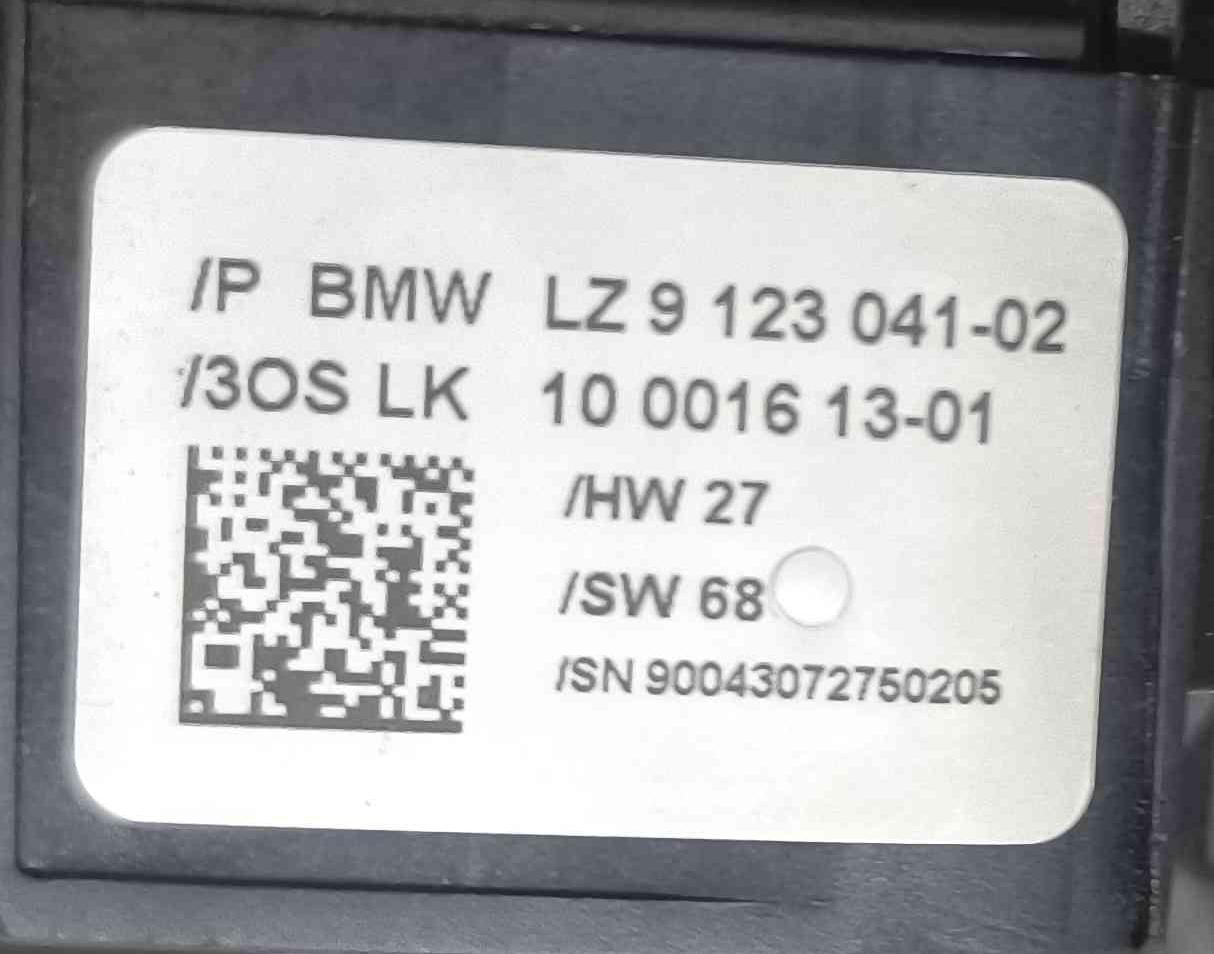 /P BMW LZ 9 123 041-02
/3OS LK 10 0016 13-01
/HW 27
/SW 68
/SN 90043072750205